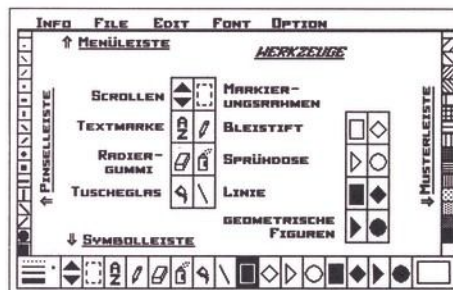 INFO FILE EDIT FONT OPTION
⇑ MENÜLEISTE
WERKZEUGE
SCROLLEN
MARKIER-
UNGSRAHMEN
TEXTMARKE
A
Z
BLEISTIFT
RADIER-
GUMMI
SPRÜHDOSE
TUSCHEGLAS
LINIE
GEOMETRISCHE
FIGUREN
⇐ PINSELLEISTE
⇐ MUSTERLEISTE
⇓ SYMBOLLEISTE
A
Z